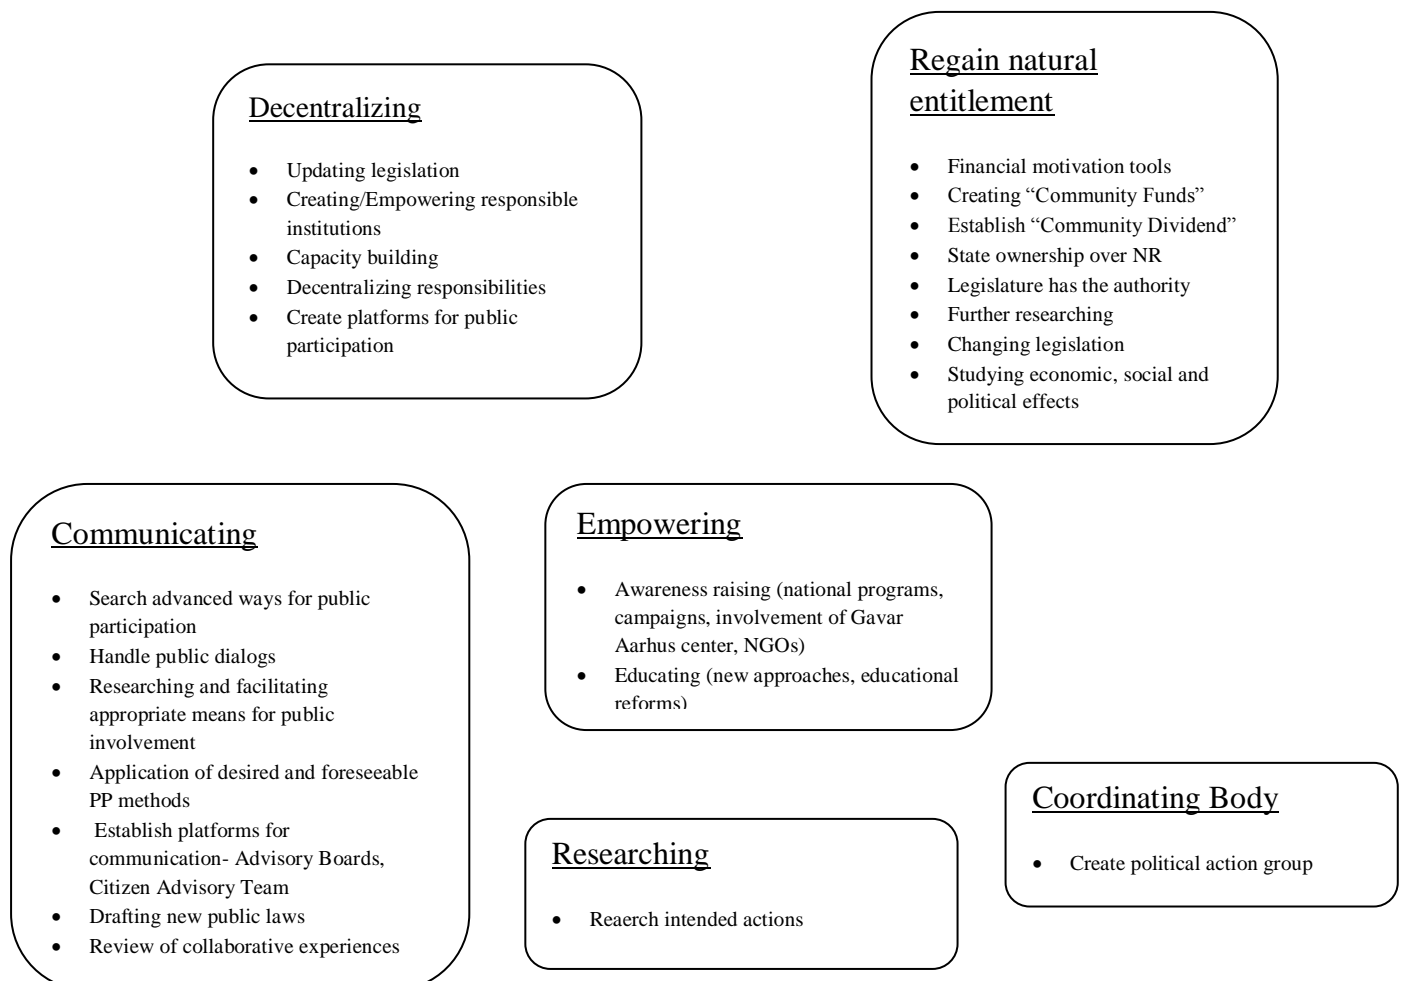 Decentralizing
• Updating legislation
• Creating/Empowering responsible
institutions
• Capacity building
• Decentralizing responsibilities
• Create platforms for public
participation
Regain natural
entitlement
• Financial motivation tools
• Creating “Community Funds”
• Establish “Community Dividend”
• State ownership over NR
• Legislature has the authority
• Further researching
• Changing legislation
• Studying economic, social and
political effects
Communicating
• Search advanced ways for public
participation
• Handle public dialogs
• Researching and facilitating
appropriate means for public
involvement
• Application of desired and foreseeable
PP methods
• Establish platforms for
communication- Advisory Boards,
Citizen Advisory Team
• Drafting new public laws
• Review of collaborative experiences
Empowering
• Awareness raising (national programs,
campaigns, involvement of Gavar
Aarhus center, NGOs)
• Educating (new approaches, educational
reforms)
Researching
• Reaerch intended actions
Coordinating Body
• Create political action group